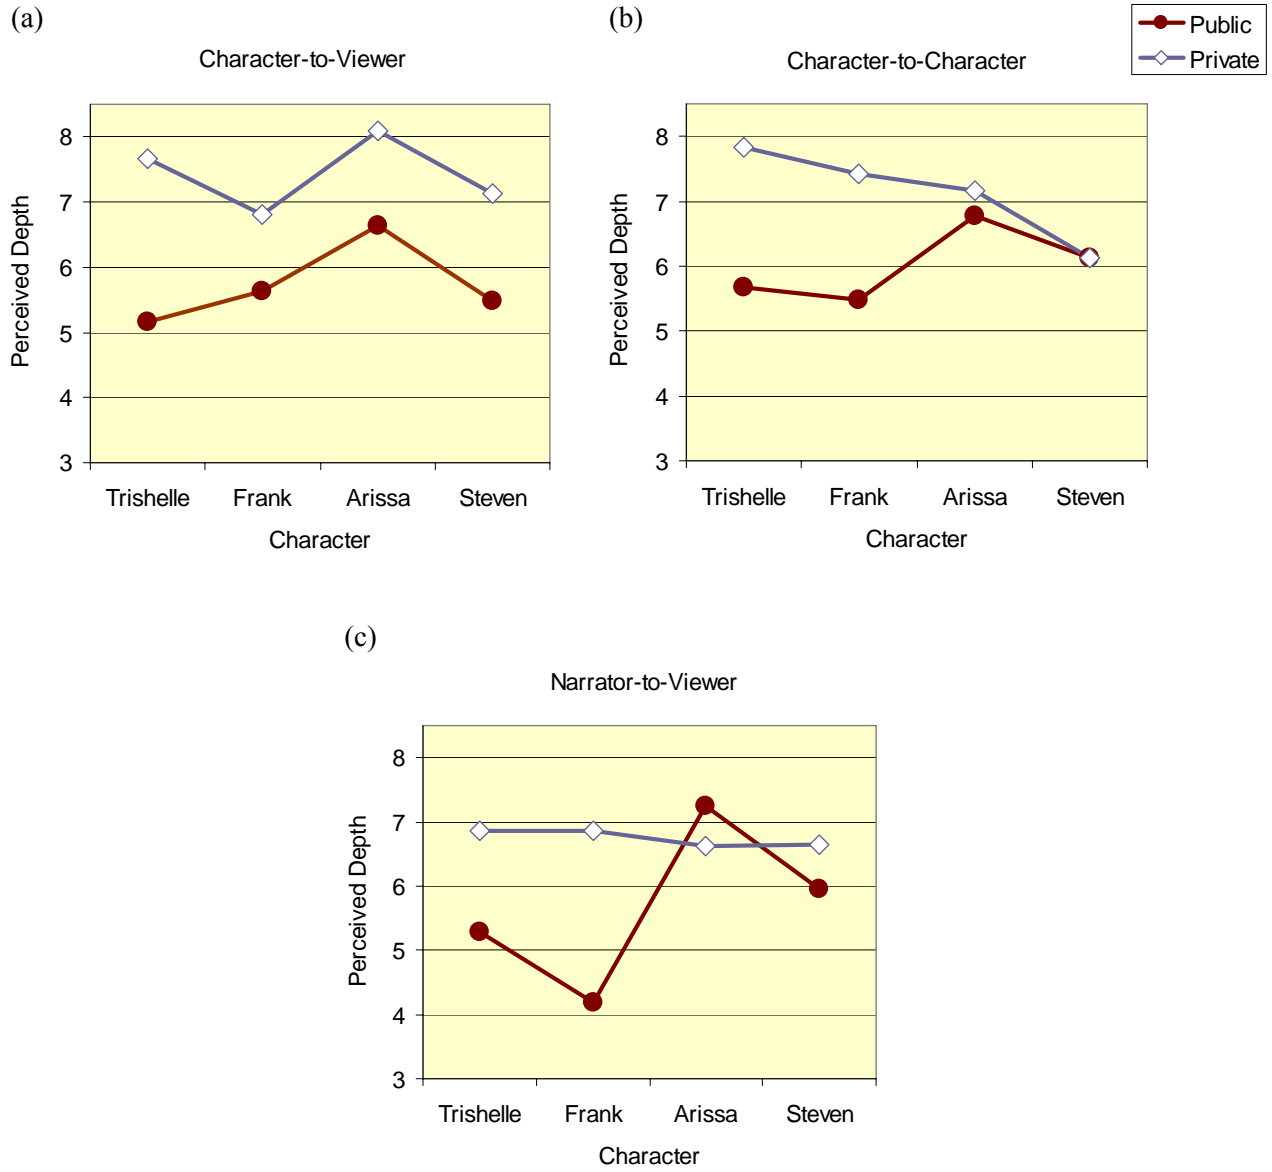 (a)
Character-to-Viewer
8
7
6
5
4
3
Perceived Depth
Trishelle Frank Arissa Steven
Character
(b)
Character-to-Character
Public
Private
8
7
6
5
4
3
Perceived Depth
Trishelle Frank Arissa Steven
Character
(c)
Narrator-to-Viewer
8
7
6
5
4
3
Perceived Depth
Trishelle Frank Arissa Steven
Character